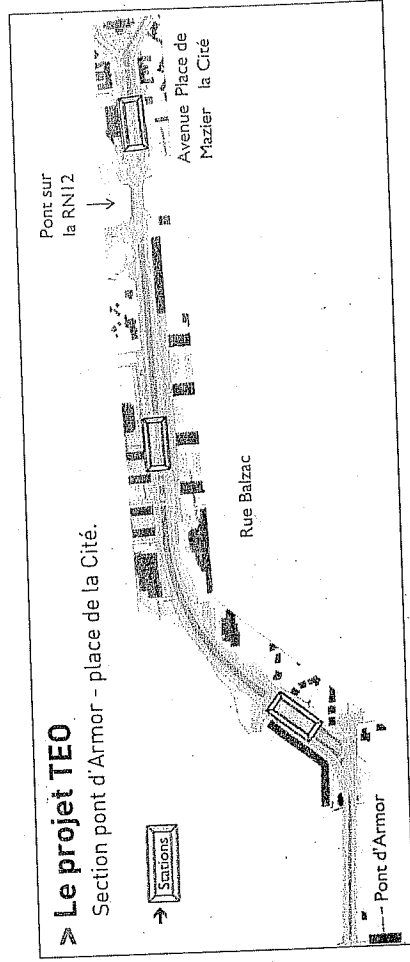 > Le projet TEO
Section pont d'Armor – place de la Cité.
→ Stations
Pont sur
la RN12
Avenue Place de
Mazier la Cité
Rue Balzac
Pont d'Armor